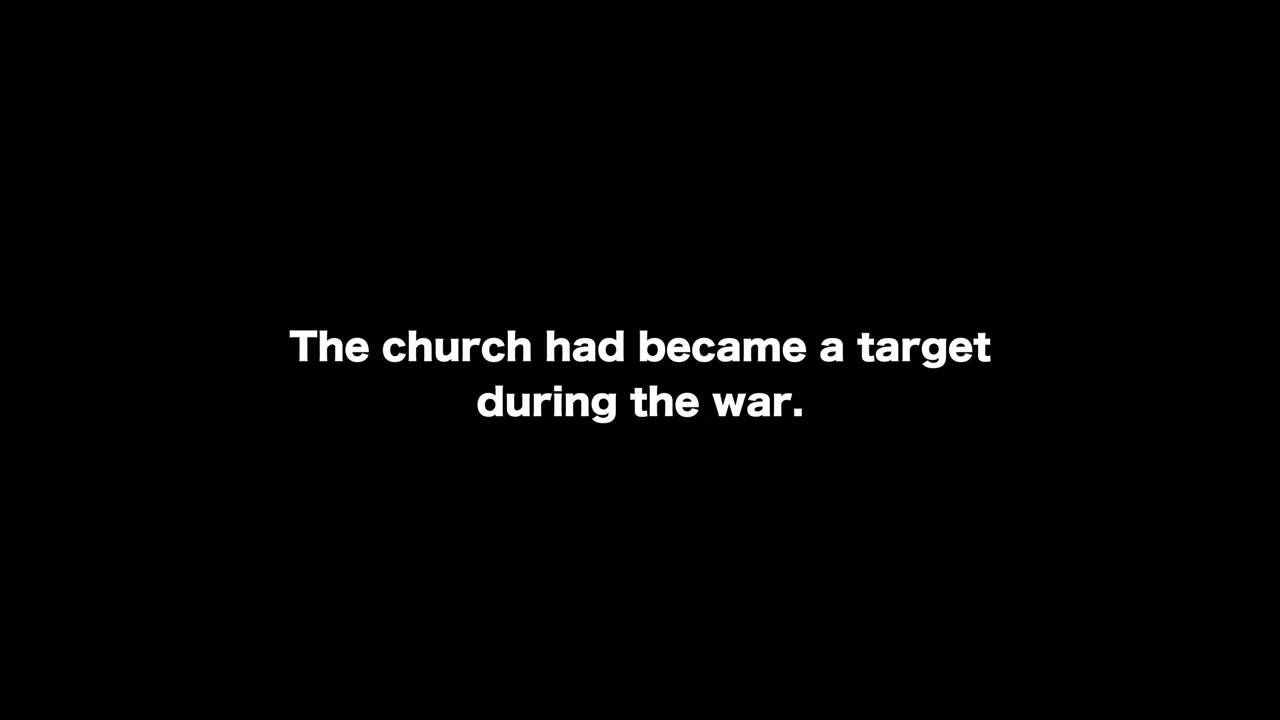 The church had became a target
during the war.